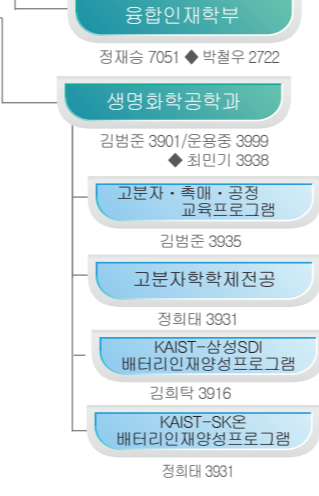 융합인재학부
정재승 7051 ◆ 박철우 2722
생명화학공학과
김범준 3901/윤용중 3999
◆ 최민기 3938
고분자·촉매·공정
교육프로그램
김범준 3935
고분자학학제전공
정희태 3931
KAIST-삼성SDI
배터리인재양성프로그램
김희탁 3916
KAIST-SK온
배터리인재양성프로그램
정희태 3931